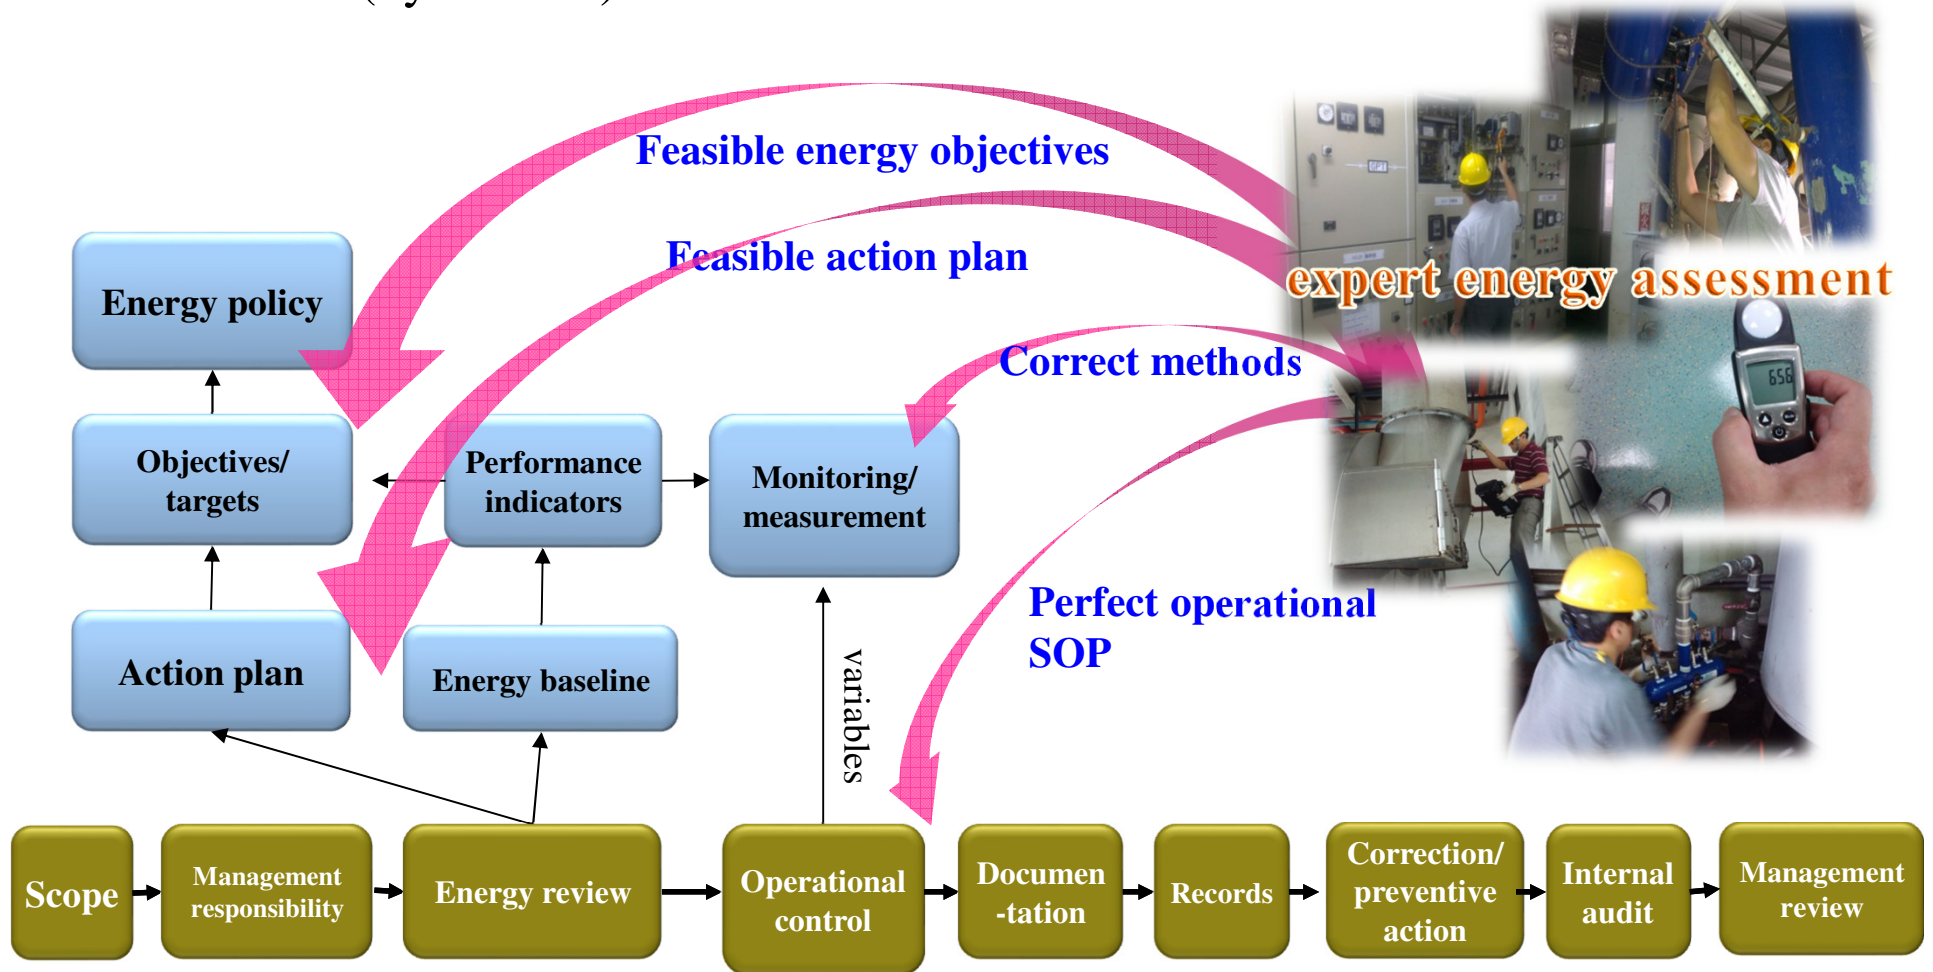 Feasible energy objectives
Feasible action plan
expert energy assessment
Energy policy
Correct methods
656
Objectives/
targets
Performance
indicators
Monitoring/
measurement
Perfect operational
SOP
Action plan
Energy baseline
variables
Scope
Management
responsibility
Energy review
Operational
control
Documen
-tation
Records
Correction/
preventive
action
Internal
audit
Management
review